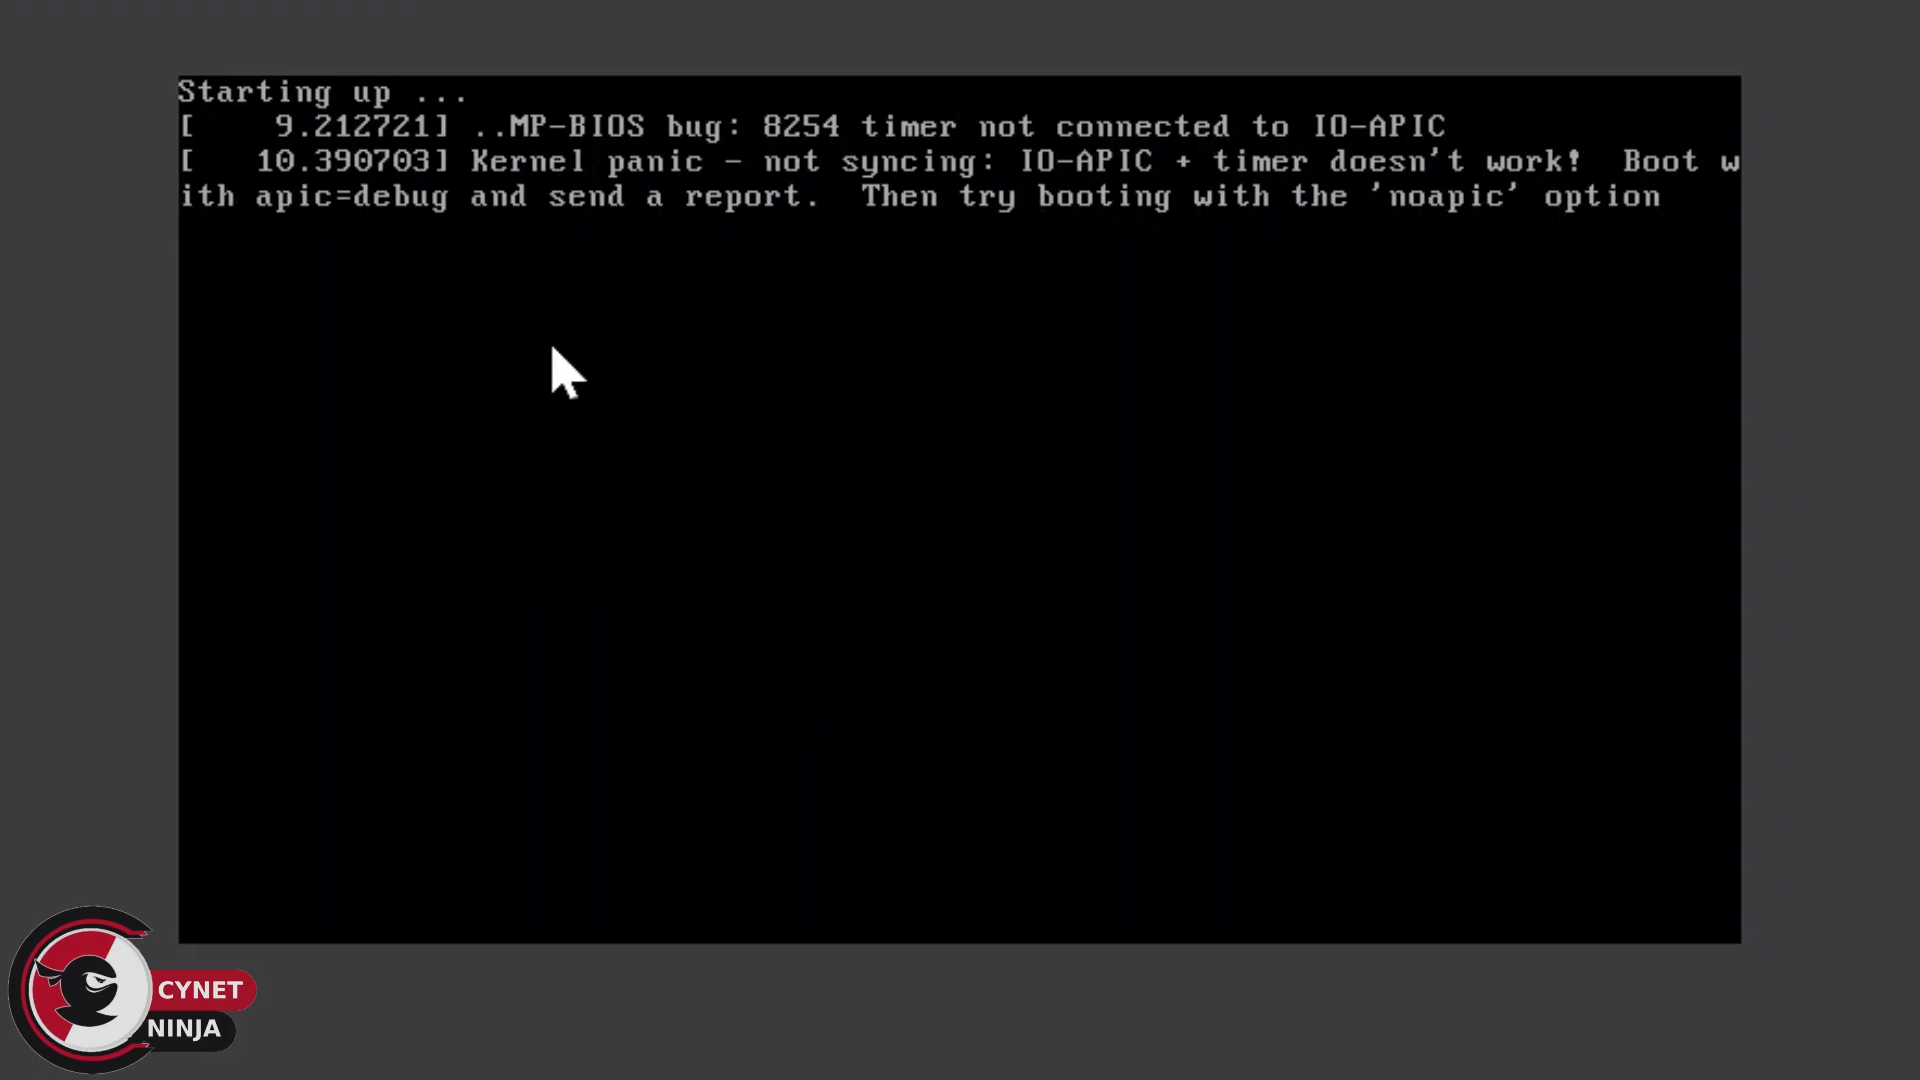 Starting up ...
[    9.212721] ..MP-BIOS bug: 8254 timer not connected to IO-APIC
[   10.390703] Kernel panic - not syncing: IO-APIC + timer doesn't work!  Boot w
ith apic=debug and send a report.  Then try booting with the 'noapic' option
CYNET
NINJA